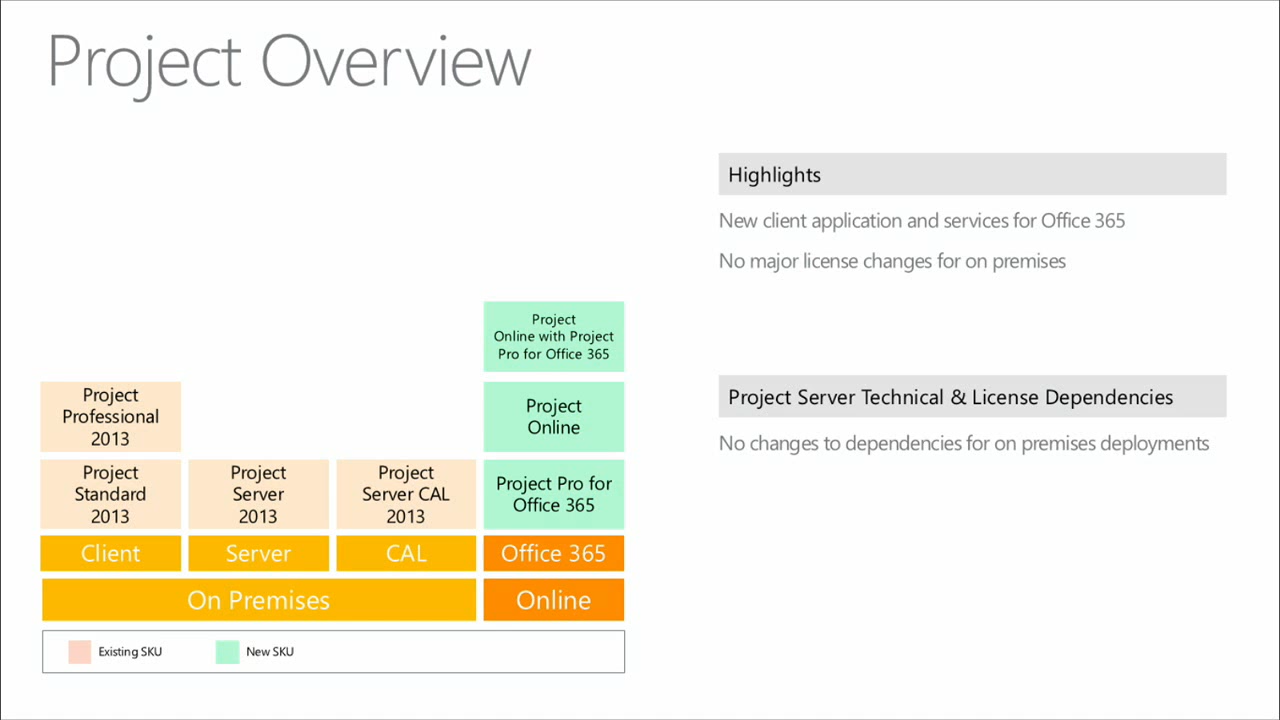 Project Overview
Highlights
New client application and services for Office 365
No major license changes for on premises
Project
Online with Project
Pro for Office 365
Project
Professional
2013
Project
Online
Project Server Technical & License Dependencies
No changes to dependencies for on premises deployments
Project
Standard
2013
Project
Server
2013
Project
Server CAL
2013
Project Pro for
Office 365
Client
Server
CAL
Office 365
On Premises
Online
Existing SKU
New SKU